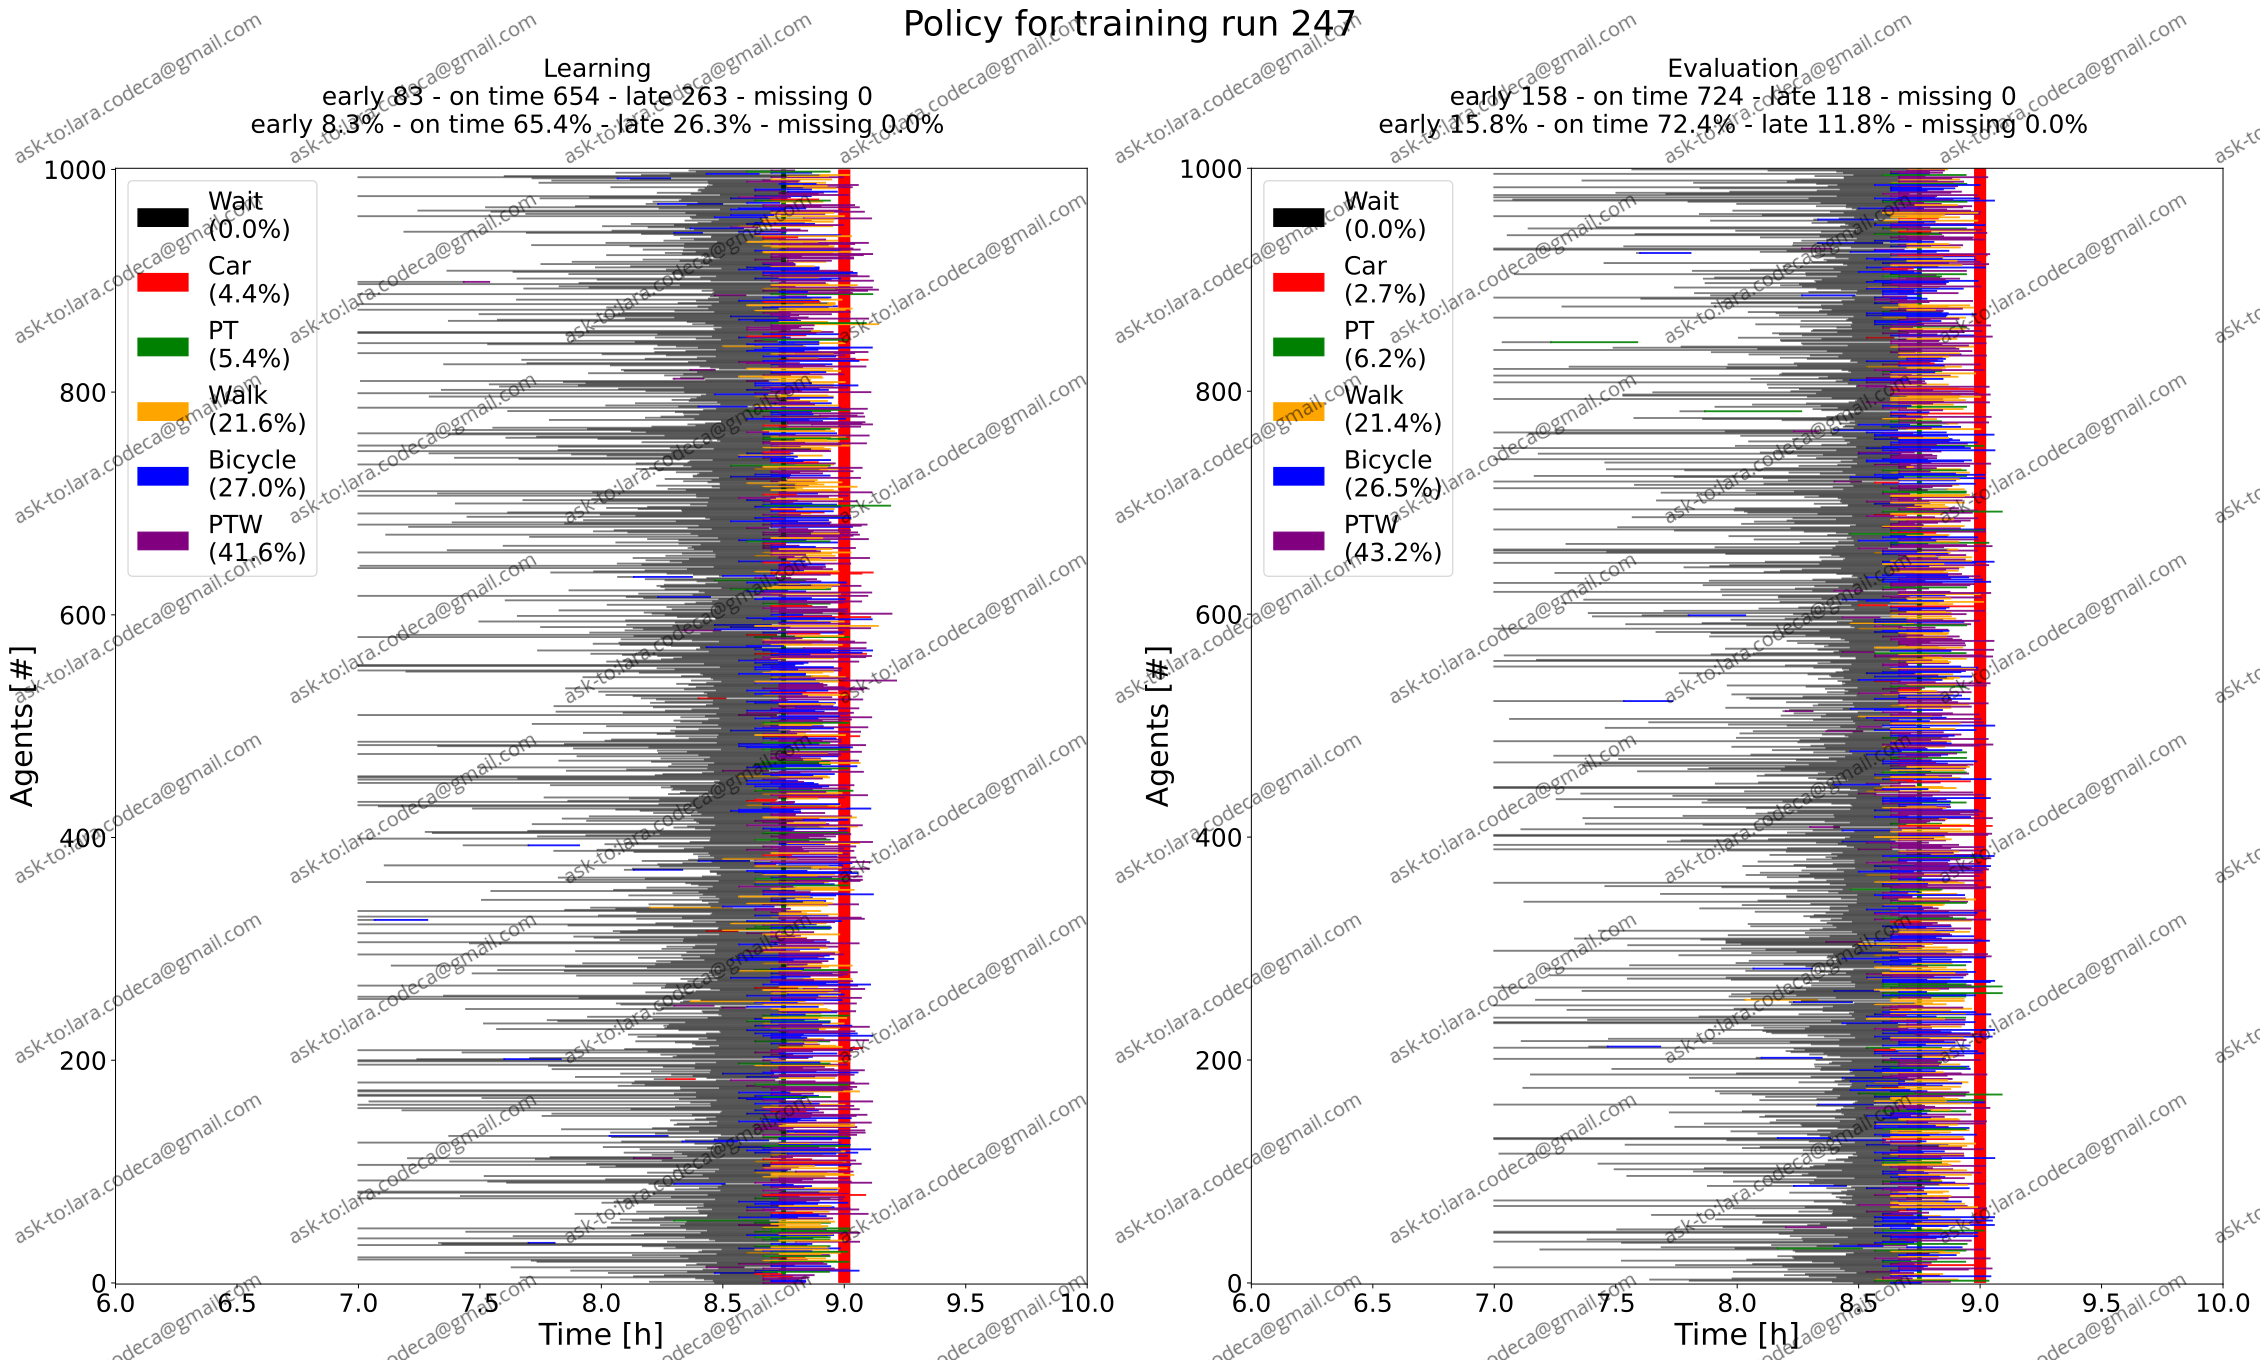 Policy for training run 247
Learning
early 83 - on time 654 - late 263 - missing 0
early 8.3% - on time 65.4% - late 26.3% - missing 0.0%
Evaluation
early 158 - on time 724 - late 118 - missing 0
early 15.8% - on time 72.4% - late 11.8% - missing 0.0%
Agents [#]
1000
800
600
400
200
0
Wait
(0.0%)
Car
(4.4%)
PT
(5.4%)
Walk
(21.6%)
Bicycle
(27.0%)
PTW
(41.6%)
6.0 6.5 7.0 7.5 8.0 8.5 9.0 9.5 10.0
Time [h]
Agents [#]
1000
800
600
400
200
0
Wait
(0.0%)
Car
(2.7%)
PT
(6.2%)
Walk
(21.4%)
Bicycle
(26.5%)
PTW
(43.2%)
6.0 6.5 7.0 7.5 8.0 8.5 9.0 9.5 10.0
Time [h]
ask-to:lara.codeca@gmail.com